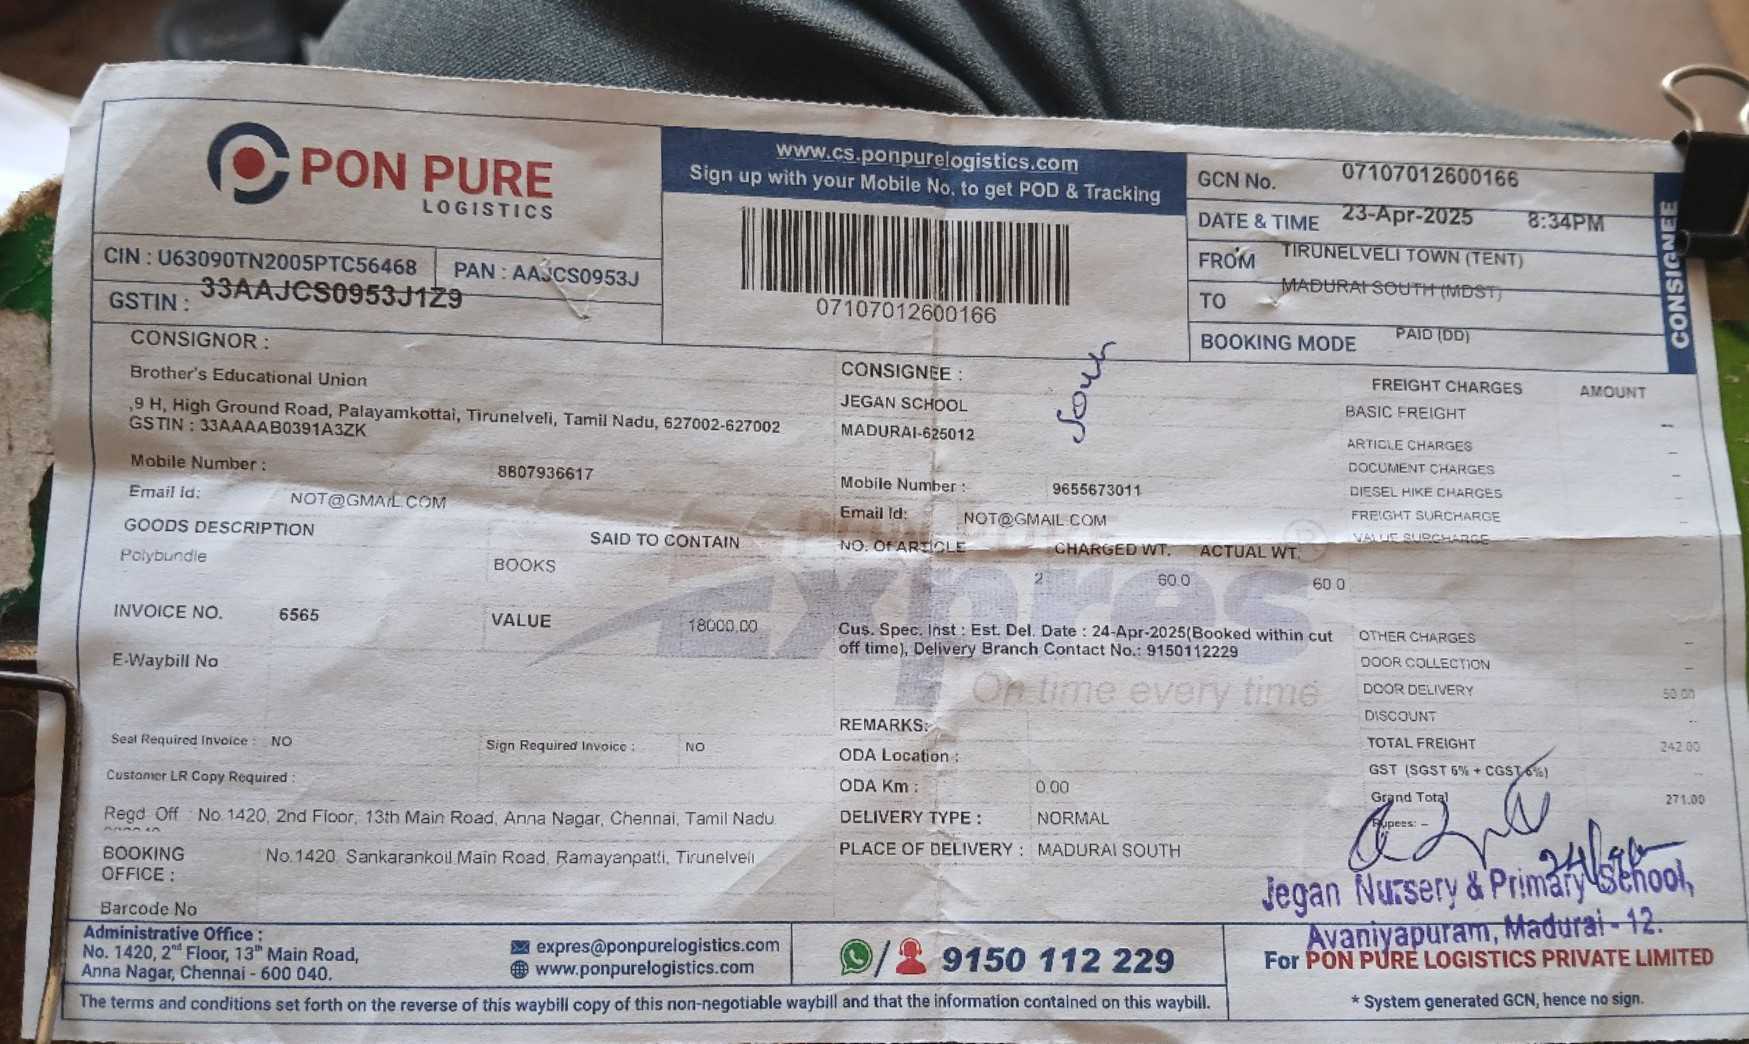 PON PURE
LOGISTICS
www.cs.ponpurelogistics.com
Sign up with your Mobile No. to get POD & Tracking
07107012600166
GCN No. 07107012600166
DATE & TIME 23-Apr-2025 8:34PM
FROM TIRUNELVELI TOWN (TENT)
TO MADURAI SOUTH (MDST)
BOOKING MODE PAID (DD)
CONSIGNEE
CIN : U63090TN2005PTC56468 PAN : AAJCS0953J
GSTIN : 33AAJCS0953J1Z9
CONSIGNOR :
Brother's Educational Union
,9 H, High Ground Road, Palayamkottai, Tirunelveli, Tamil Nadu, 627002-627002
GSTIN : 33AAAAB0391A3ZK
Mobile Number : 8807936617
Email Id: NOT@GMAIL.COM
CONSIGNEE :
JEGAN SCHOOL
MADURAI-625012
Mobile Number : 9655673011
Email Id: NOT@GMAIL.COM
FREIGHT CHARGES AMOUNT
BASIC FREIGHT –
ARTICLE CHARGES –
DOCUMENT CHARGES –
DIESEL HIKE CHARGES –
FREIGHT SURCHARGE –
VALUE SURCHARGE –
GOODS DESCRIPTION SAID TO CONTAIN NO. Of ARTICLE CHARGED WT. ACTUAL WT.
Polybundle BOOKS 2 60.0 60.0
INVOICE NO. 6565 VALUE 18000.00
E-Waybill No
Cus. Spec. Inst : Est. Del. Date : 24-Apr-2025(Booked within cut
off time), Delivery Branch Contact No.: 9150112229
Expres
On time every time
OTHER CHARGES –
DOOR COLLECTION –
DOOR DELIVERY 50.00
DISCOUNT --
TOTAL FREIGHT 242.00
GST (SGST 6% + CGST 6%)
Grand Total 271.00
Rupees: –
Seal Required Invoice : NO Sign Required Invoice : NO
Customer LR Copy Required :
REMARKS:
ODA Location :
ODA Km : 0.00
DELIVERY TYPE : NORMAL
PLACE OF DELIVERY : MADURAI SOUTH
Regd Off : No.1420, 2nd Floor, 13th Main Road, Anna Nagar, Chennai, Tamil Nadu
BOOKING
OFFICE : No.1420 Sankarankoil Main Road, Ramayanpatti, Tirunelveli
Barcode No
Jegan Nursery & Primary School,
Avaniyapuram, Madurai - 12.
Administrative Office :
No. 1420, 2nd Floor, 13th Main Road,
Anna Nagar, Chennai - 600 040.
expres@ponpurelogistics.com
www.ponpurelogistics.com
9150 112 229
For PON PURE LOGISTICS PRIVATE LIMITED
The terms and conditions set forth on the reverse of this waybill copy of this non-negotiable waybill and that the information contained on this waybill.
* System generated GCN, hence no sign.